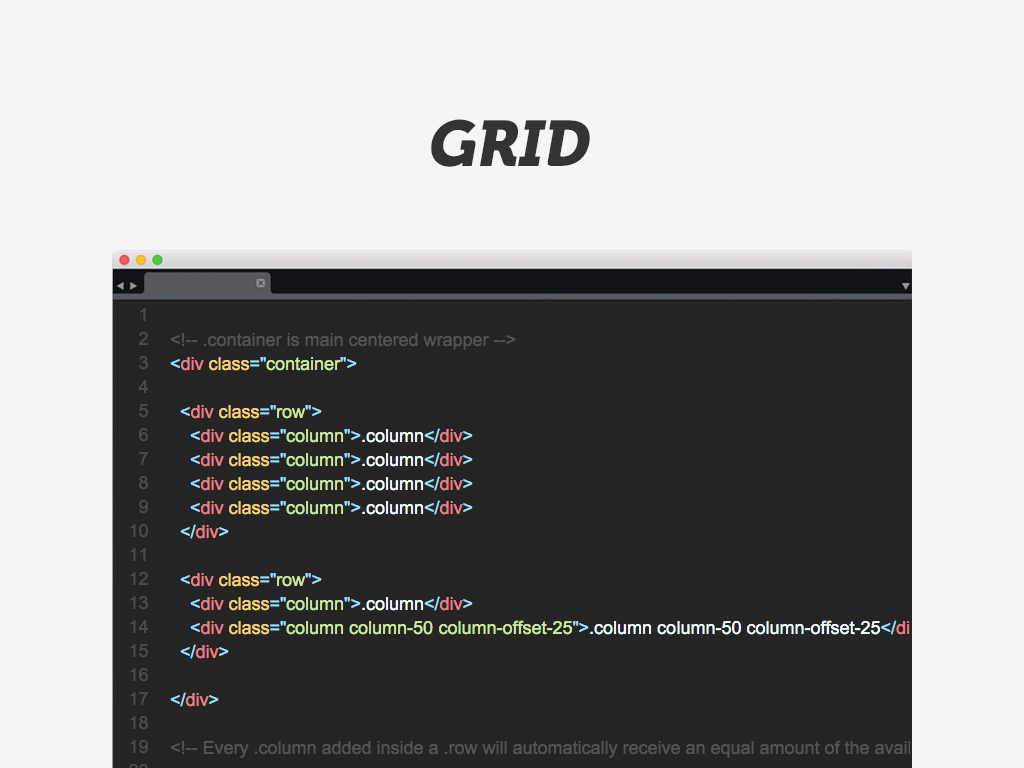 GRID
1
2 <!-- .container is main centered wrapper -->
3 <div class="container">
4
5 <div class="row">
6 <div class="column">.column</div>
7 <div class="column">.column</div>
8 <div class="column">.column</div>
9 <div class="column">.column</div>
10 </div>
11
12 <div class="row">
13 <div class="column">.column</div>
14 <div class="column column-50 column-offset-25">.column column-50 column-offset-25</di
15 </div>
16
17 </div>
18
19 <!-- Every .column added inside a .row will automatically receive an equal amount of the avail